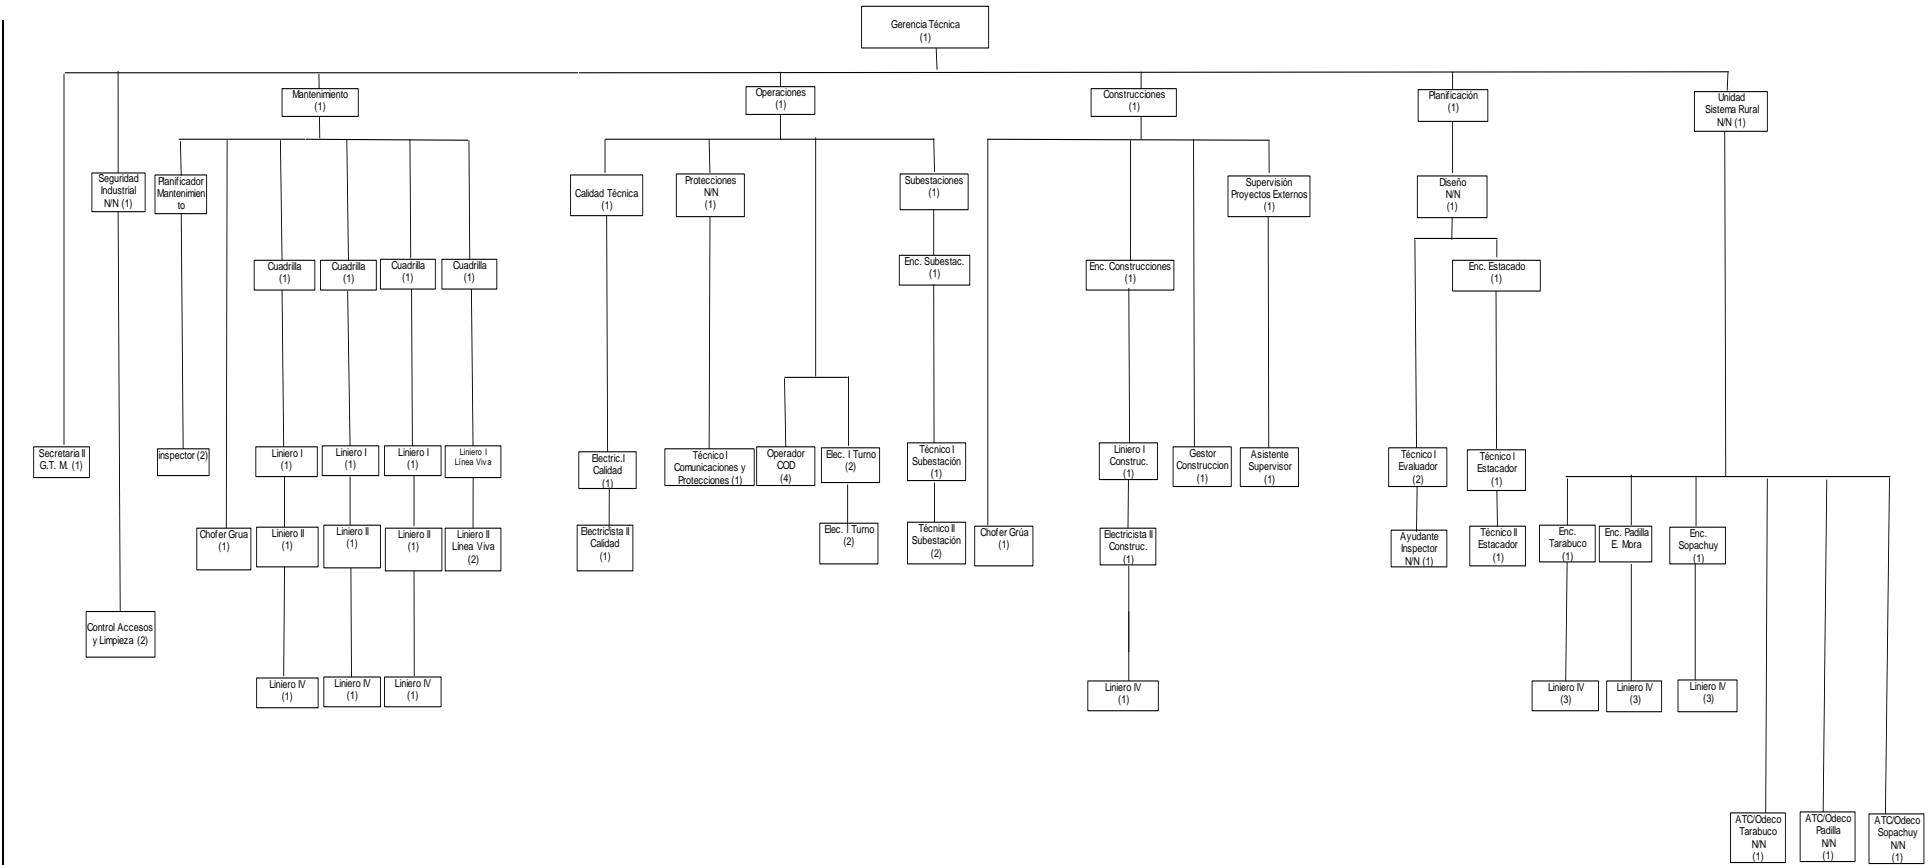 Gerencia Técnica
(1)
Mantenimiento
(1)
Operaciones
(1)
Construcciones
(1)
Planificación
(1)
Unidad
Sistema Rural
N/N (1)
Seguridad
Industrial
N/N (1)
Planificador
Mantenimien
to
Calidad Técnica
(1)
Protecciones
N/N
(1)
Subestaciones
(1)
Supervisión
Proyectos Externos
(1)
Diseño
N/N
(1)
Cuadrilla
(1)
Cuadrilla
(1)
Cuadrilla
(1)
Cuadrilla
(1)
Enc. Subestac.
(1)
Enc. Construcciones
(1)
Enc. Estacado
(1)
Secretaria II
G.T. M. (1)
inspector (2)
Liniero I
(1)
Liniero I
(1)
Liniero I
(1)
Liniero I
Línea Viva
Electric.I
Calidad
(1)
Técnico I
Comunicaciones y
Protecciones (1)
Operador
COD
(4)
Elec. I Turno
(2)
Técnico I
Subestación
(1)
Liniero I
Construc.
(1)
Gestor
Construccion
(1)
Asistente
Supervisor
(1)
Técnico I
Evaluador
(2)
Técnico I
Estacador
(1)
Chofer Grua
(1)
Liniero II
(1)
Liniero II
(1)
Liniero II
(1)
Liniero II
Línea Viva
(2)
Electricista II
Calidad
(1)
Elec. I Turno
(2)
Técnico II
Subestación
(2)
Chofer Grúa
(1)
Electricista II
Construc.
(1)
Ayudante
Inspector
N/N (1)
Técnico II
Estacador
(1)
Enc.
Tarabuco
(1)
Enc. Padilla
E. Mora
Enc.
Sopachuy
(1)
Control Accesos
y Limpieza (2)
Liniero IV
(1)
Liniero IV
(1)
Liniero IV
(1)
Liniero IV
(1)
Liniero IV
(3)
Liniero IV
(3)
Liniero IV
(3)
ATC/Odeco
Tarabuco
N/N
(1)
ATC/Odeco
Padilla
N/N
(1)
ATC/Odeco
Sopachuy
N/N
(1)